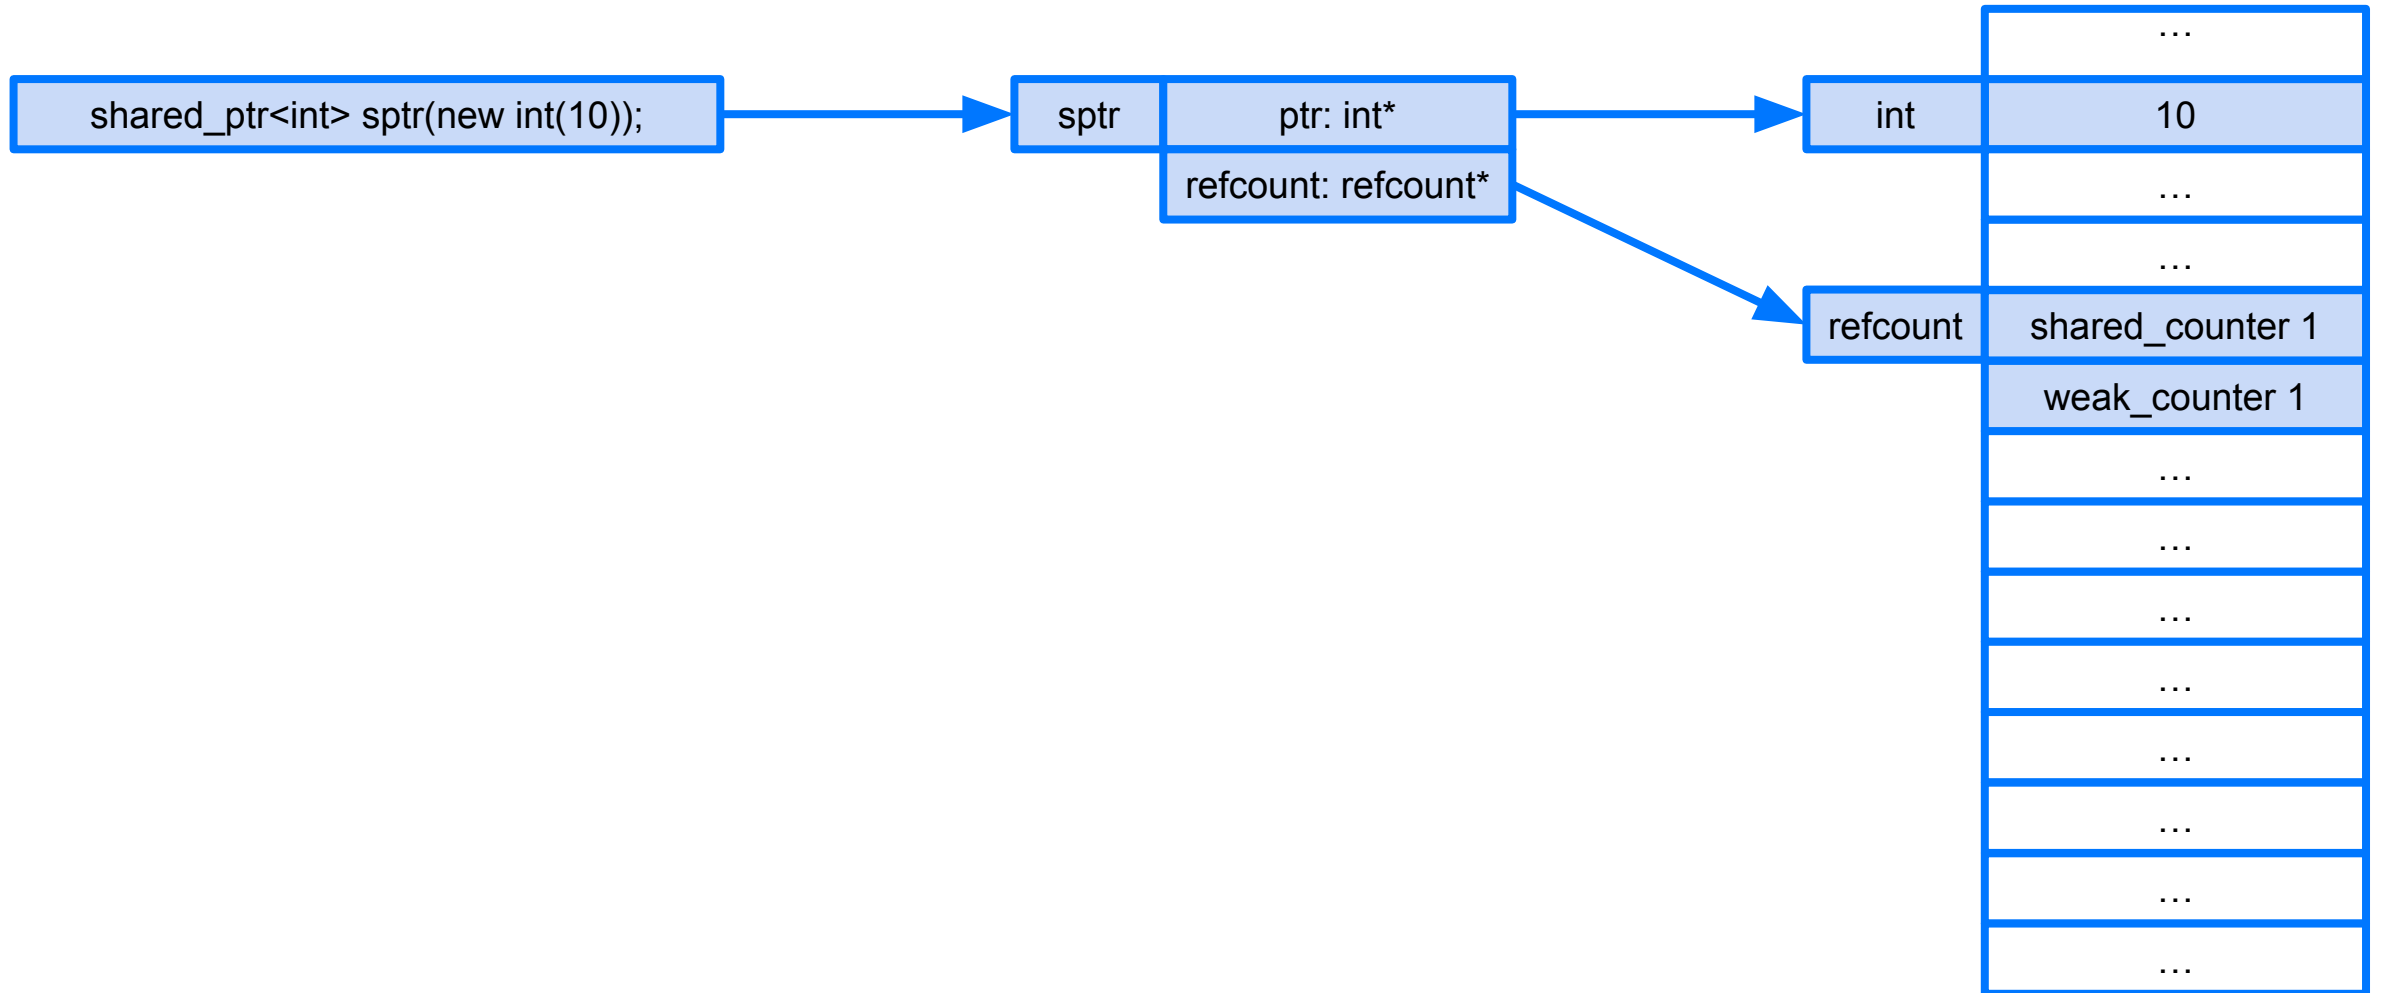 …
shared_ptr<int> sptr(new int(10));
sptr
ptr: int*
int
10
refcount: refcount*
…
…
refcount
shared_counter 1
weak_counter 1
…
…
…
…
…
…
…
…